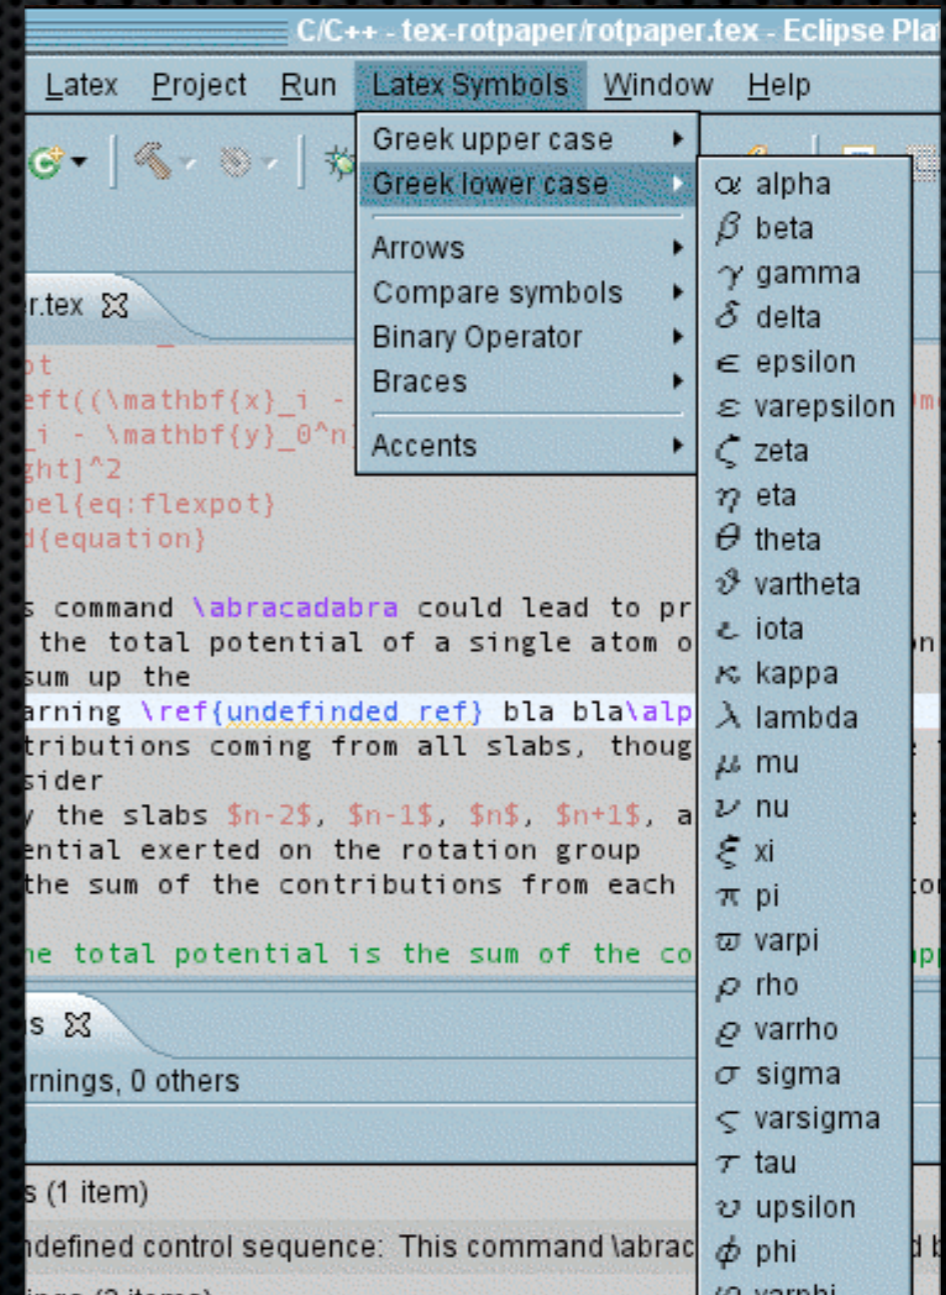 C/C++ - tex-rotpaper/rotpaper.tex - Eclipse Pla
Latex Project Run Latex Symbols Window Help
Greek upper case
Greek lower case
Arrows
Compare symbols
Binary Operator
Braces
Accents
α alpha
β beta
γ gamma
δ delta
ϵ epsilon
ε varepsilon
ζ zeta
η eta
θ theta
ϑ vartheta
ι iota
κ kappa
λ lambda
μ mu
ν nu
ξ xi
π pi
ϖ varpi
ρ rho
ϱ varrho
σ sigma
ς varsigma
τ tau
υ upsilon
ϕ phi
φ varphi
r.tex
ot
eft((\mathbf{x}_i -
_i - \mathbf{y}_0^n
ght]^2
bel{eq:flexpot}
d{equation}
s command \abracadabra could lead to pr
the total potential of a single atom o
sum up the
arning \ref{undefinded ref} bla bla\alp
tributions coming from all slabs, thoug
sider
y the slabs $n-2$, $n-1$, $n$, $n+1$, a
ential exerted on the rotation group
the sum of the contributions from each
he total potential is the sum of the co
s
rnings, 0 others
s (1 item)
ndefined control sequence: This command \abrac